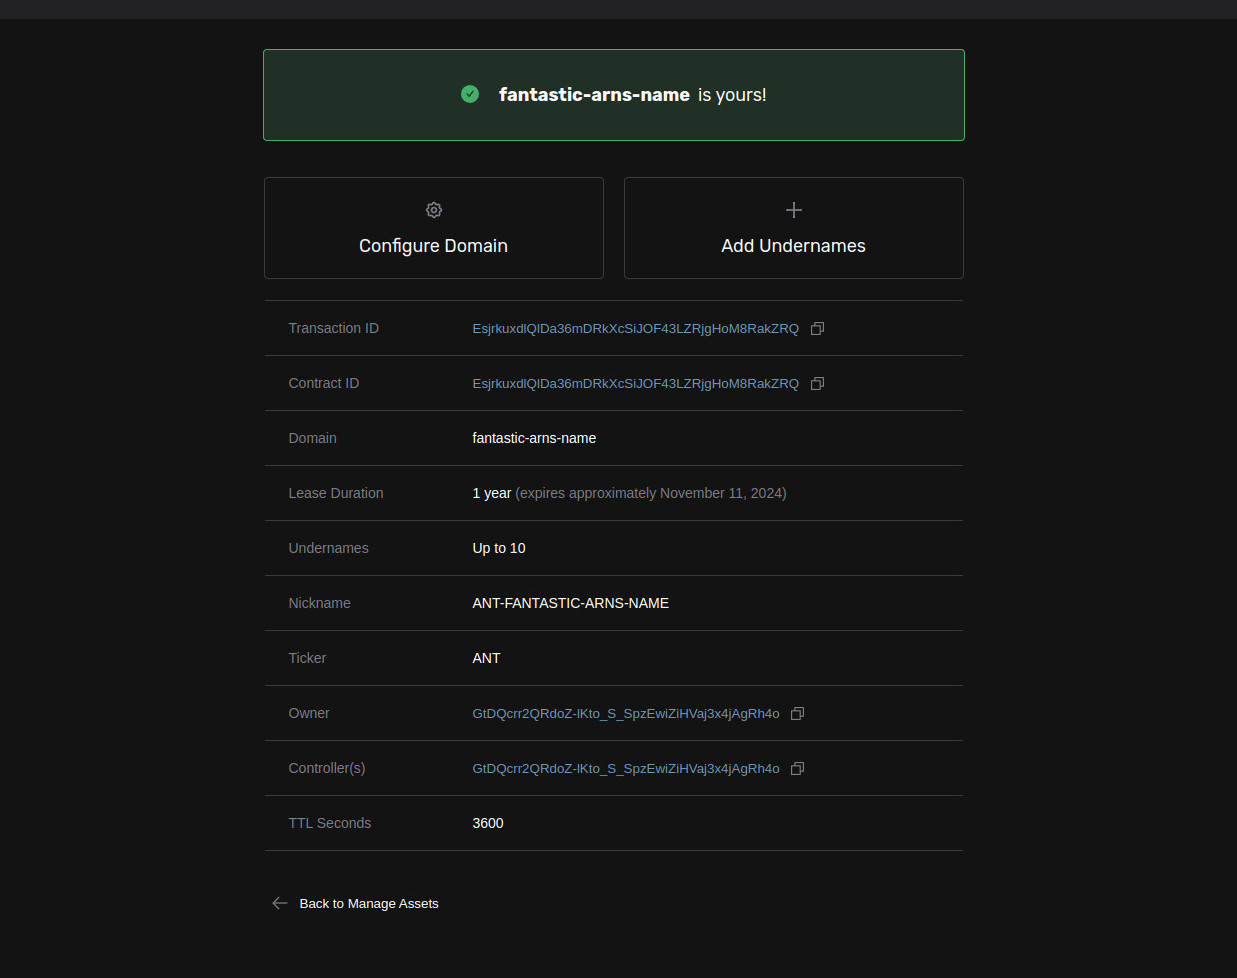 fantastic-arns-name is yours!
Configure Domain
Add Undernames
Transaction ID EsjrkuxdlQlDa36mDRkXcSiJOF43LZRjgHoM8RakZRQ
Contract ID EsjrkuxdlQlDa36mDRkXcSiJOF43LZRjgHoM8RakZRQ
Domain fantastic-arns-name
Lease Duration 1 year (expires approximately November 11, 2024)
Undernames Up to 10
Nickname ANT-FANTASTIC-ARNS-NAME
Ticker ANT
Owner GtDQcrr2QRdoZ-lKto_S_SpzEwiZiHVaj3x4jAgRh4o
Controller(s) GtDQcrr2QRdoZ-lKto_S_SpzEwiZiHVaj3x4jAgRh4o
TTL Seconds 3600
Back to Manage Assets